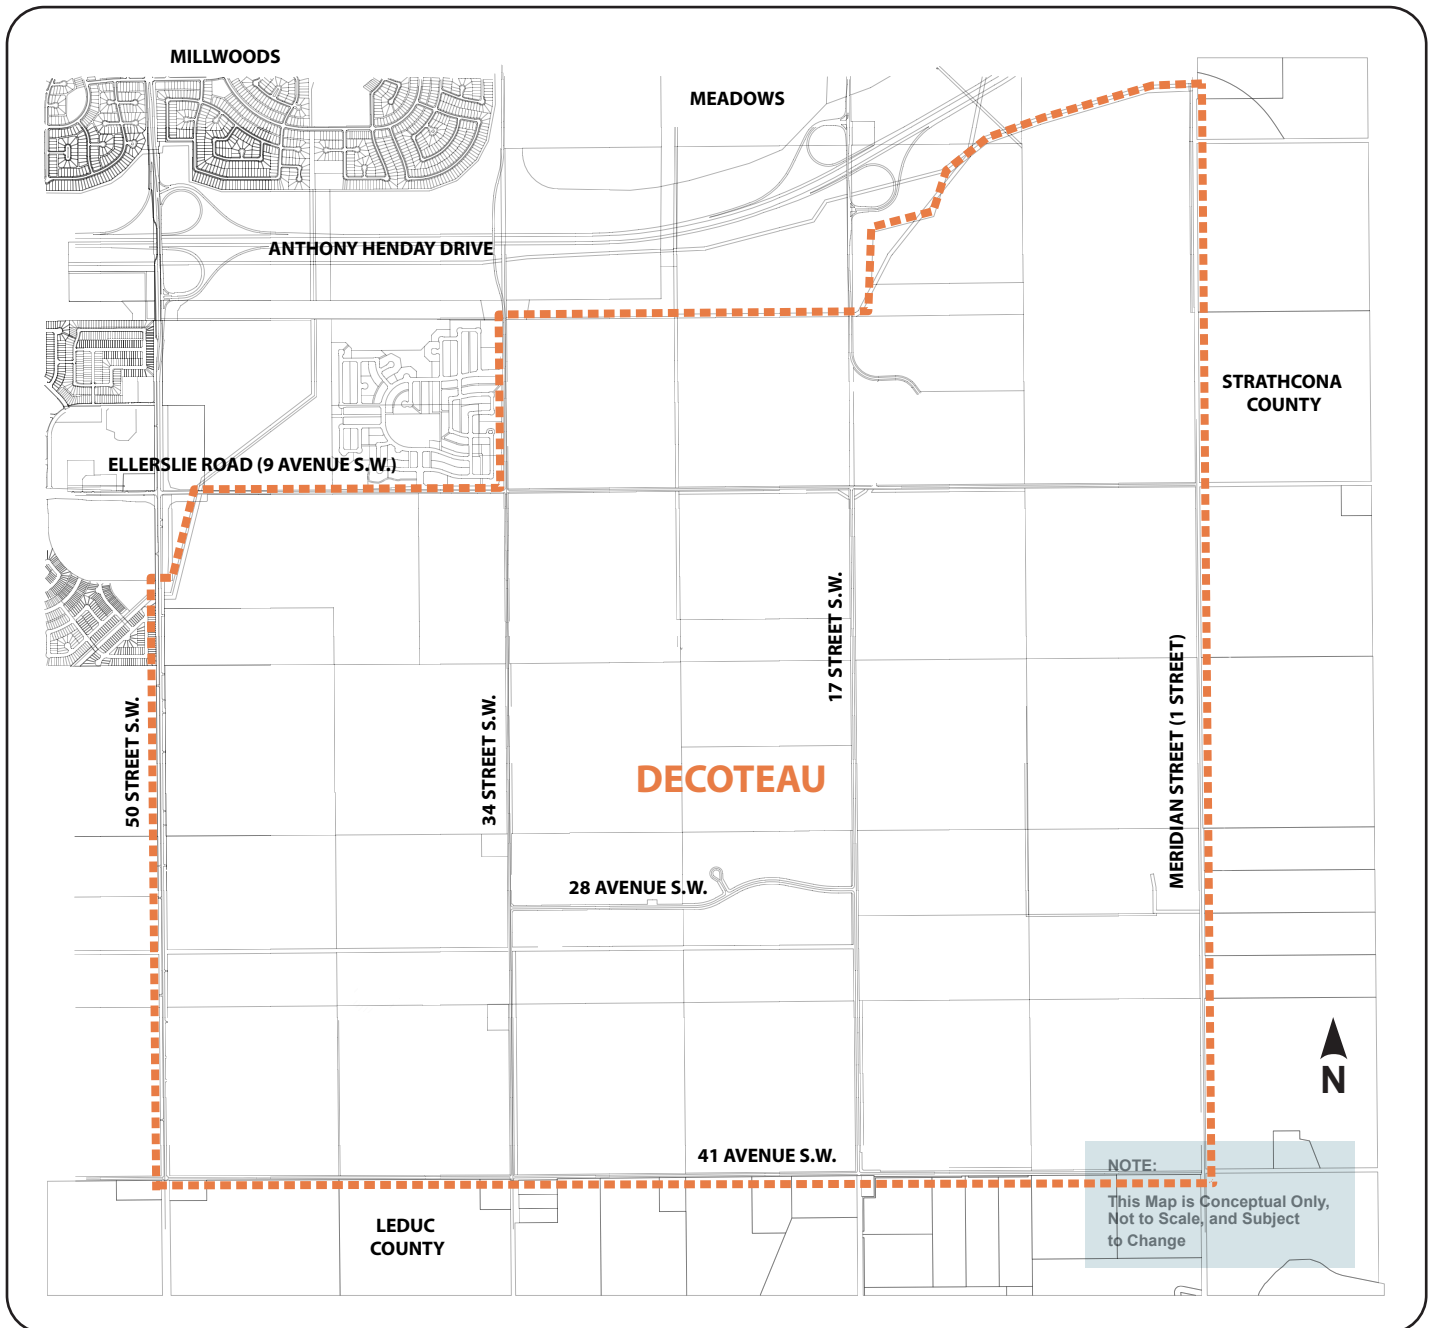 MILLWOODS
MEADOWS
ANTHONY HENDAY DRIVE
STRATHCONA
COUNTY
ELLERSLIE ROAD (9 AVENUE S.W.)
17 STREET S.W.
MERIDIAN STREET (1 STREET)
50 STREET S.W.
34 STREET S.W.
DECOTEAU
28 AVENUE S.W.
N
41 AVENUE S.W.
NOTE:
This Map is Conceptual Only,
Not to Scale, and Subject
to Change
LEDUC
COUNTY